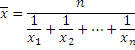 x̅ = n / (1/x₁ + 1/x₂ + ⋯ + 1/xₙ)